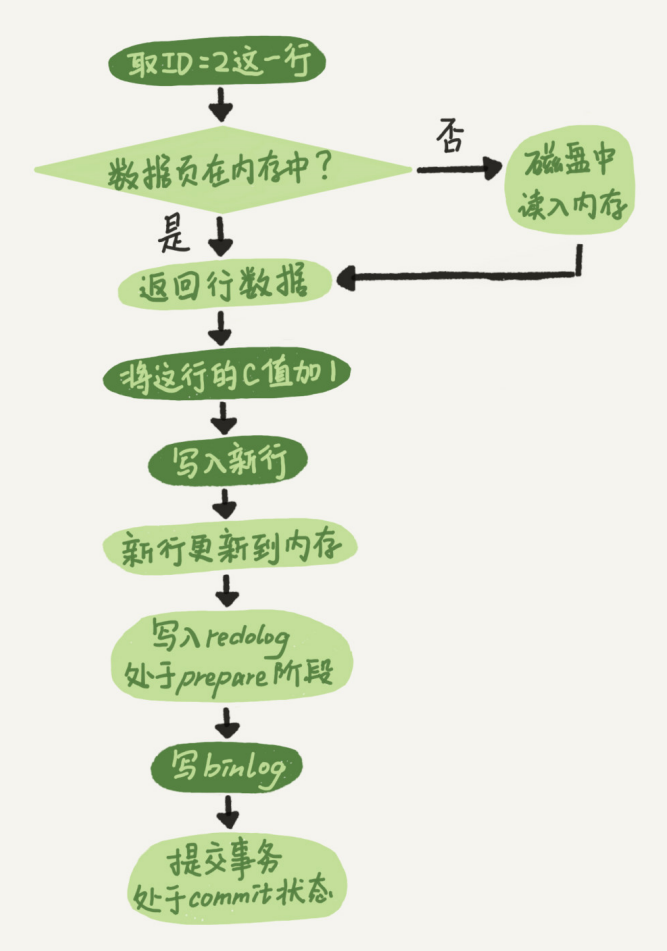 取ID=2这一行
数据页在内存中？
否
磁盘中
读入内存
是
返回行数据
将这行的C值加1
写入新行
新行更新到内存
写入redolog
处于prepare阶段
写binlog
提交事务
处于commit状态